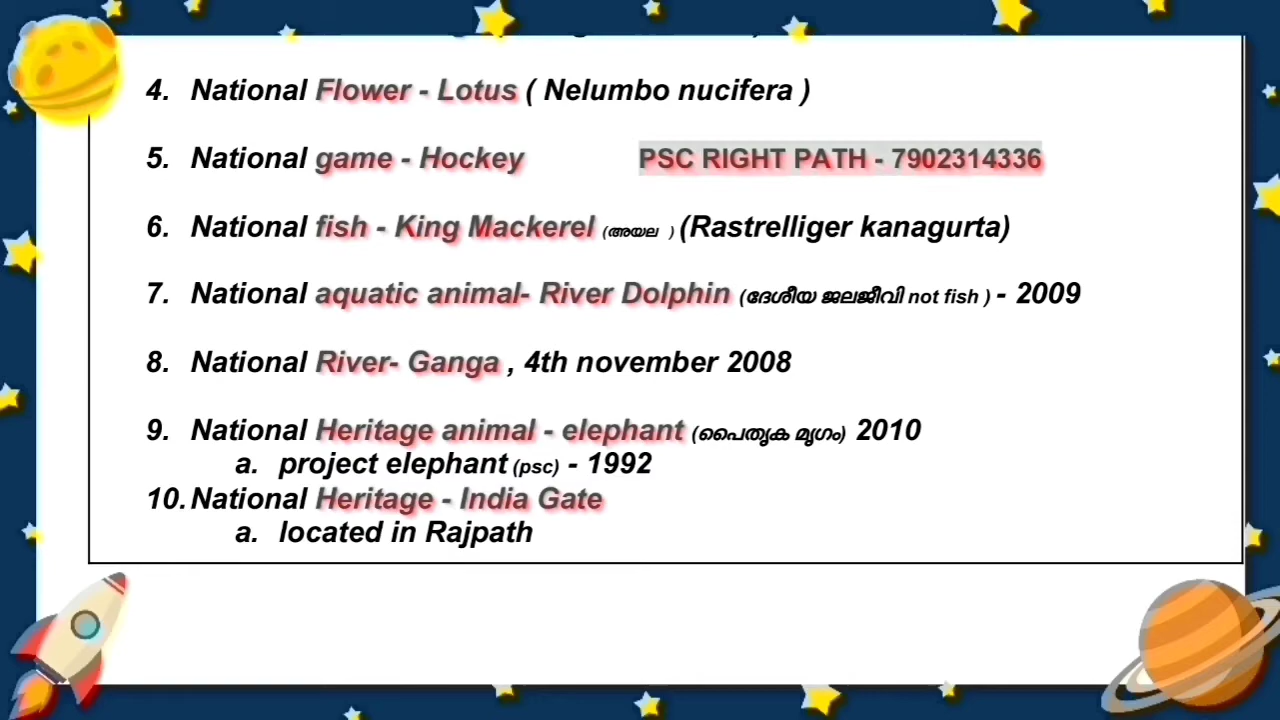 4. National Flower - Lotus ( Nelumbo nucifera )
5. National game - Hockey PSC RIGHT PATH - 7902314336
6. National fish - King Mackerel (അയല ) (Rastrelliger kanagurta)
7. National aquatic animal- River Dolphin (ദേശീയ ജലജീവി not fish ) - 2009
8. National River- Ganga , 4th november 2008
9. National Heritage animal - elephant (പൈതൃക മൃഗം) 2010
a. project elephant (psc) - 1992
10. National Heritage - India Gate
a. located in Rajpath